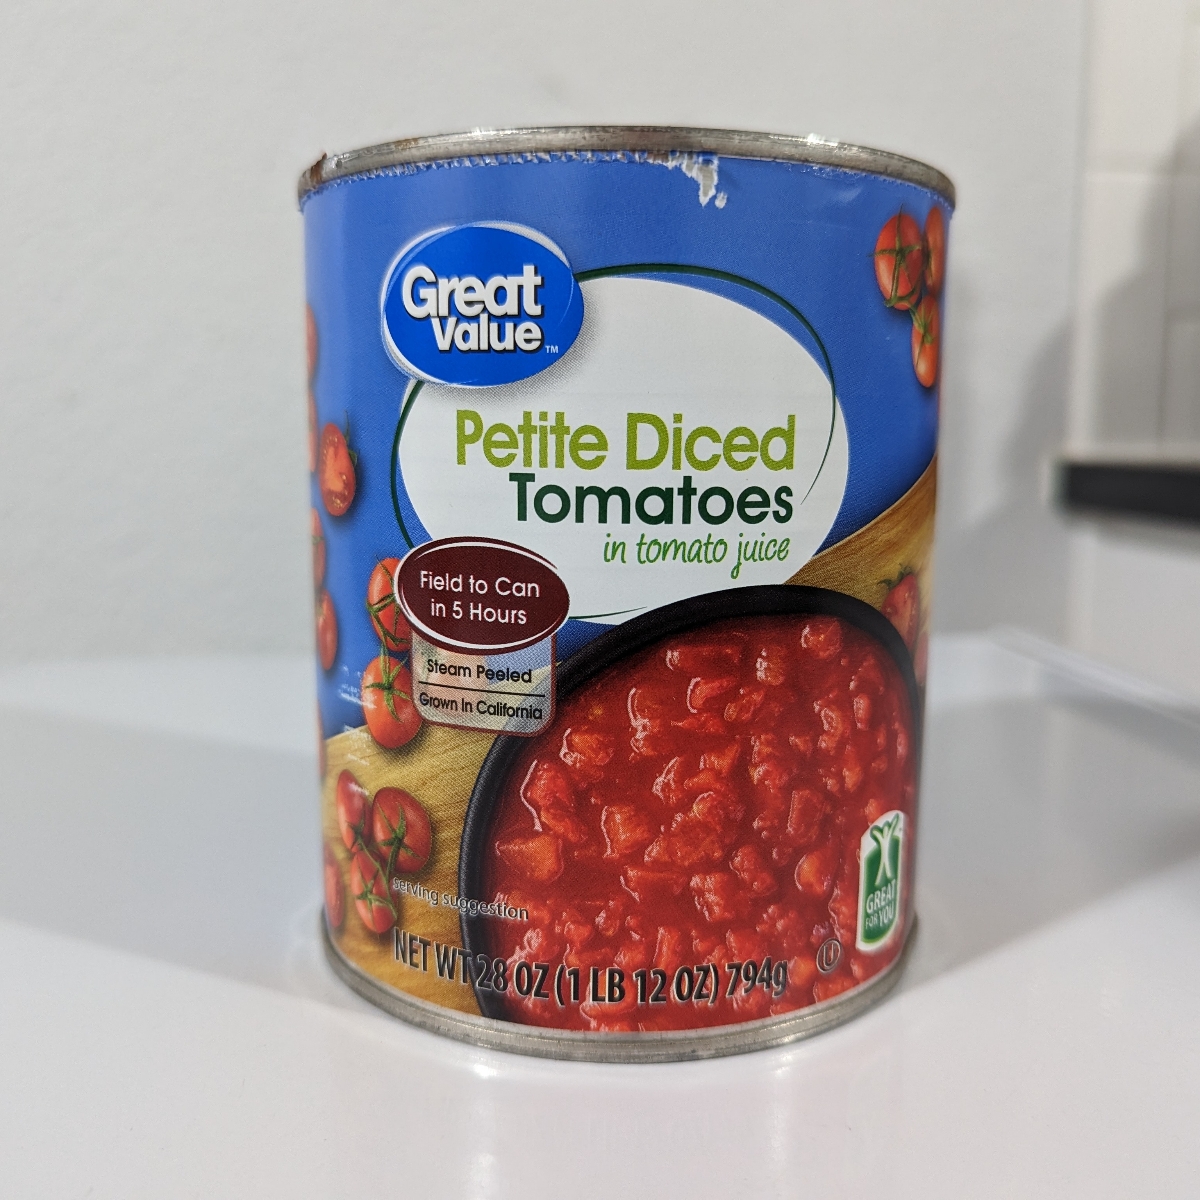 Great
Value™
Petite Diced
Tomatoes
in tomato juice
Field to Can
in 5 Hours
Steam Peeled
Grown in California
serving suggestion
GREAT
FOR YOU
NET WT 28 OZ (1 LB 12 OZ) 794g
U